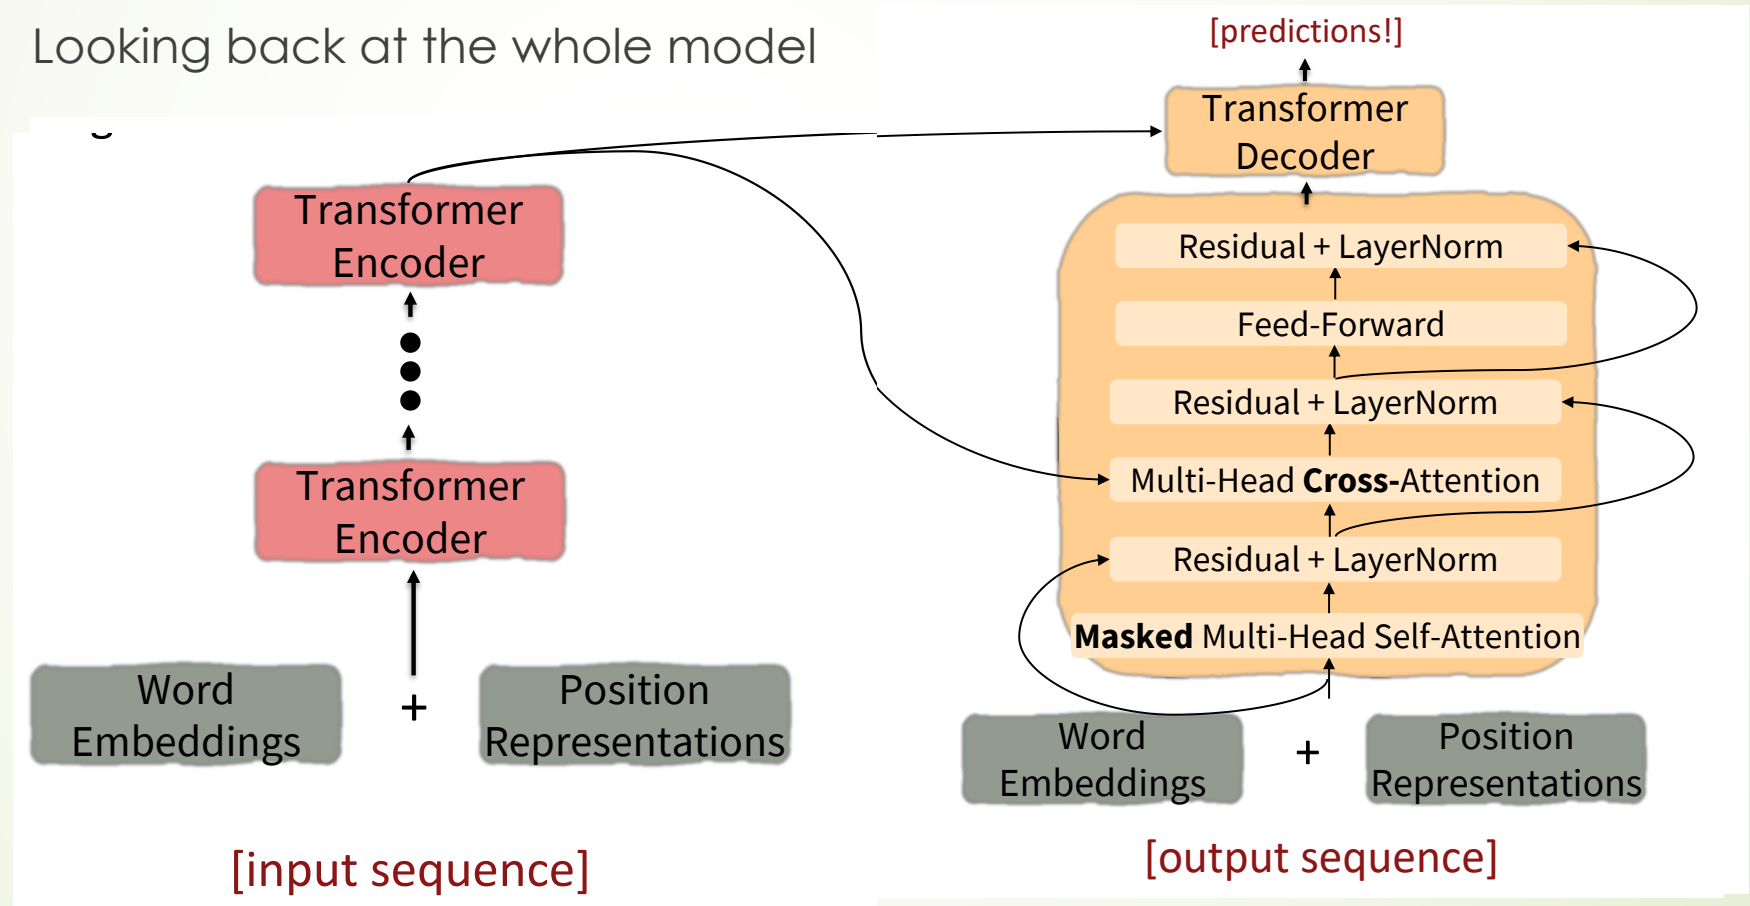 Looking back at the whole model
Transformer
Encoder
Transformer
Encoder
Word
Embeddings
+
Position
Representations
[input sequence]
[predictions!]
Transformer
Decoder
Residual + LayerNorm
Feed-Forward
Residual + LayerNorm
Multi-Head Cross-Attention
Residual + LayerNorm
Masked Multi-Head Self-Attention
Word
Embeddings
+
Position
Representations
[output sequence]